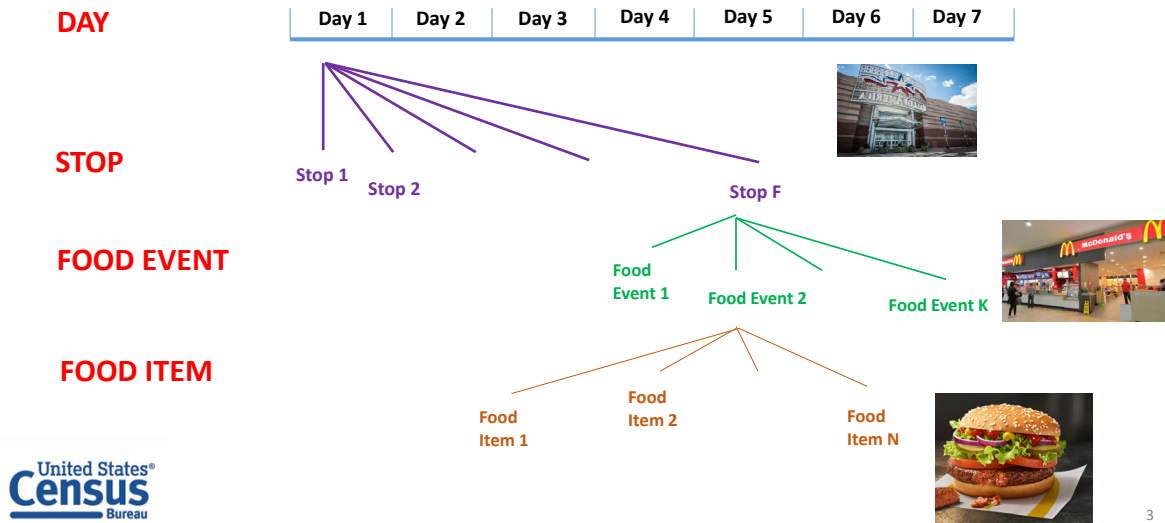 DAY
Day 1 Day 2 Day 3 Day 4 Day 5 Day 6 Day 7
STOP
Stop 1
Stop 2
Stop F
FOOD EVENT
Food
Event 1
Food Event 2
Food Event K
McDonald's
FOOD ITEM
Food
Item 1
Food
Item 2
Food
Item N
United States®
Census
Bureau
3